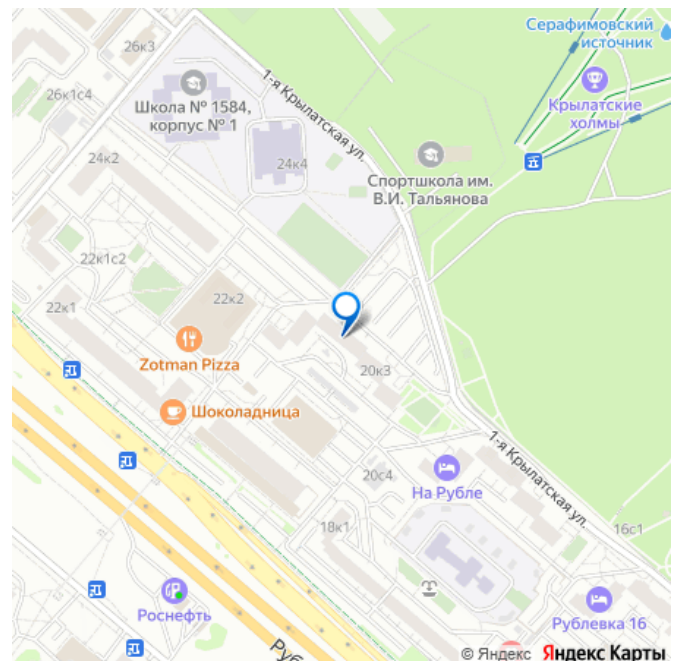 Серафимовский
источник
26к3
26к1с4
Школа № 1584,
корпус № 1
1-я Крылатская ул.
Крылатские
холмы
24к2
24к4
Спортшкола им.
В.И. Тальянова
22к1с2
22к1
22к2
Zotman Pizza
20к3
Шоколадница
1-я Крылатская ул.
20с4
На Рубле
18к1
16с1
Роснефть
Рублевка 16
Руб
© Яндекс Яндекс Карты